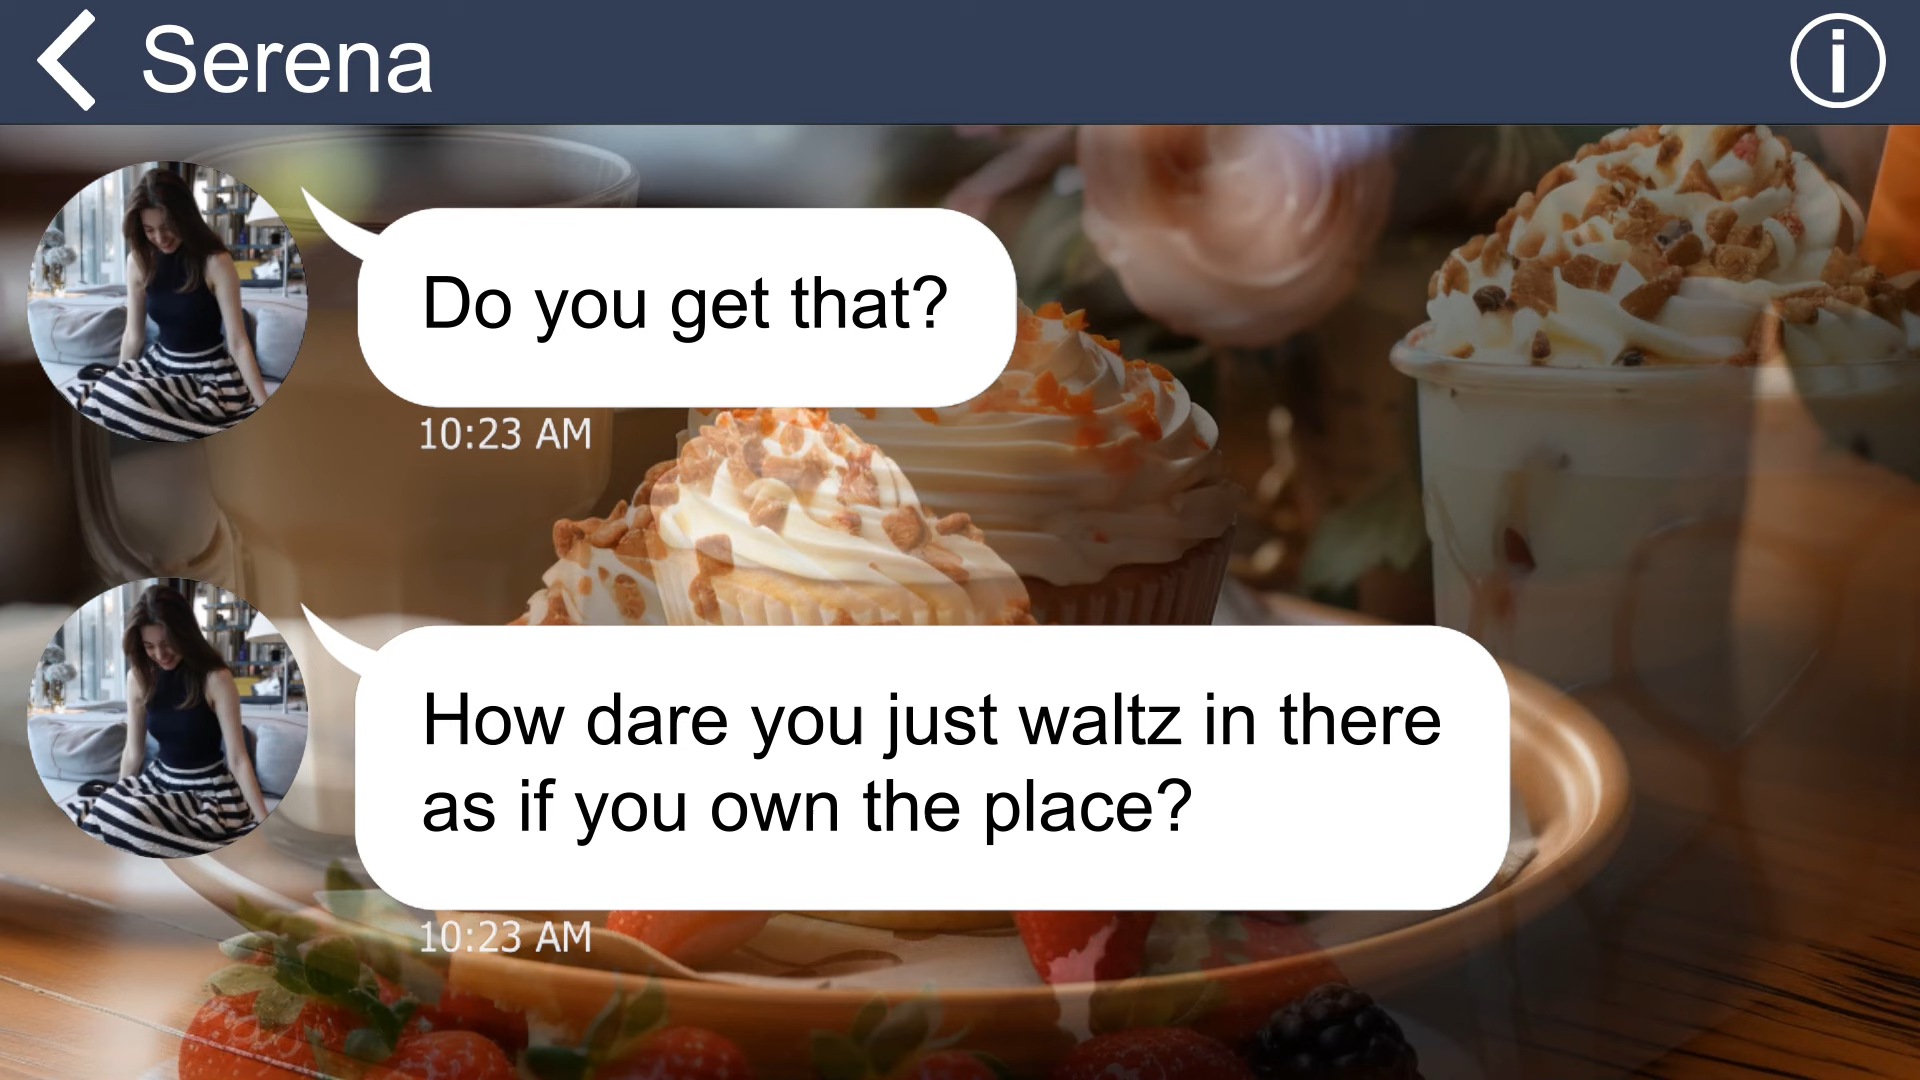 Serena
Do you get that?
10:23 AM
How dare you just waltz in there
as if you own the place?
10:23 AM